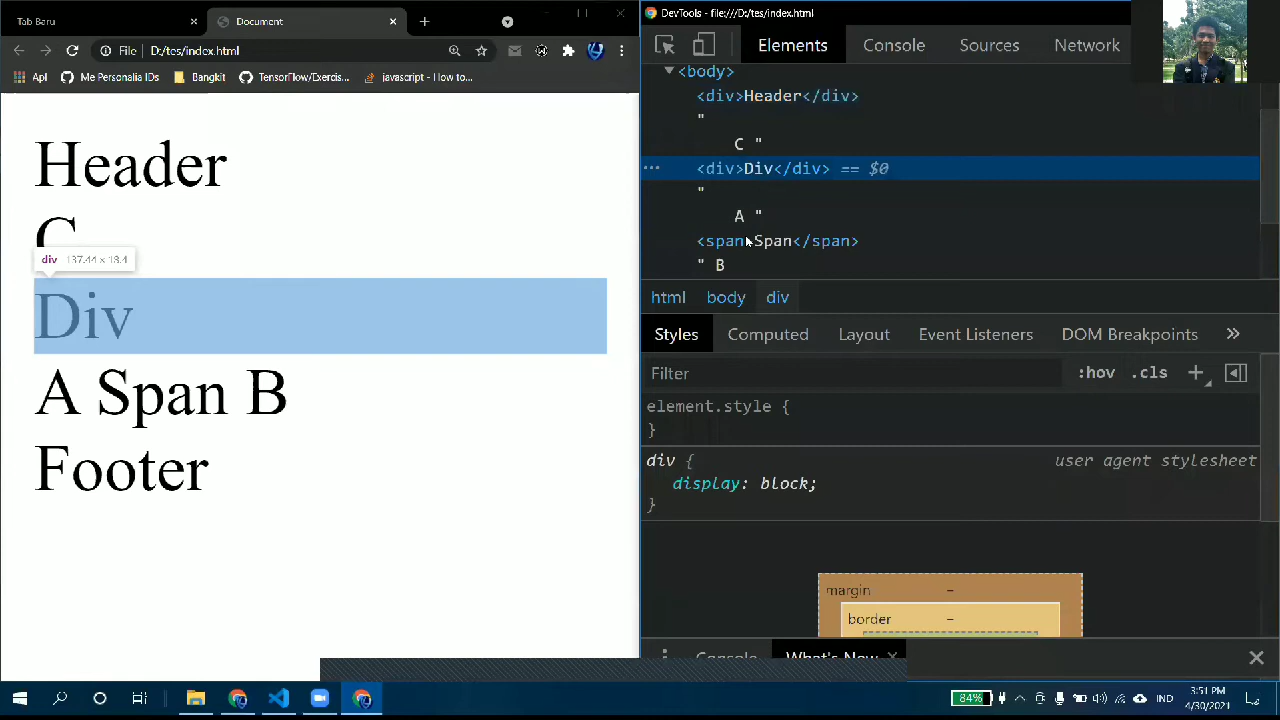 Tab Baru
Document
DevTools - file:///D:/tes/index.html
File
D:/tes/index.html
Apl
Me Personalia IDs
Bangkit
TensorFlow/Exercis...
javascript - How to...
Header
C
div 137.44 × 18.4
Div
A Span B
Footer
Elements
Console
Sources
Network
<body>
<div>Header</div>
"
C "
··· <div>Div</div> == $0
"
A "
<span>Span</span>
" B
html
body
div
Styles
Computed
Layout
Event Listeners
DOM Breakpoints
»
Filter
:hov
.cls
+
element.style {
}
div {
user agent stylesheet
display: block;
}
margin
–
border
–
Console
What's New
84%
IND
3:51 PM
4/30/2021